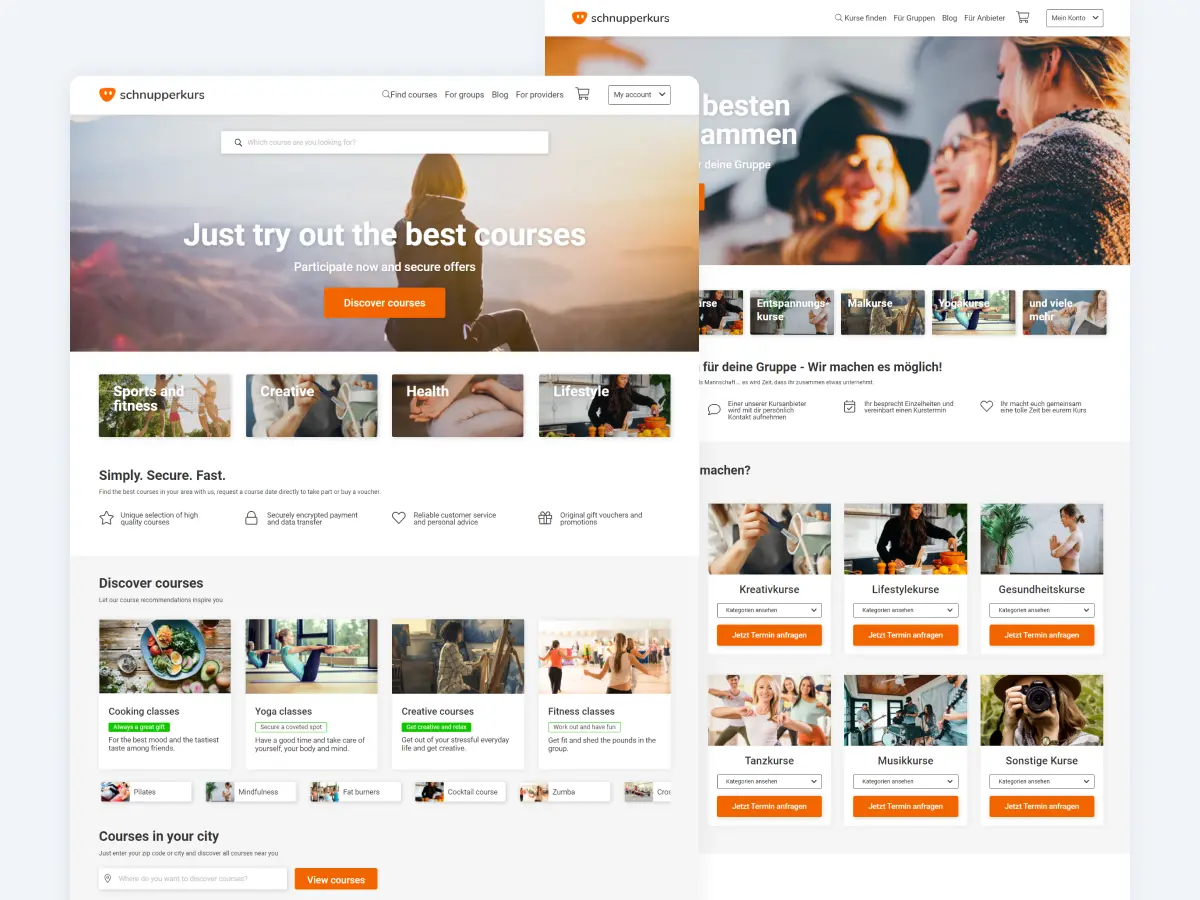 schnupperkurs
Find courses For groups Blog For providers
My account
Which course are you looking for?
Just try out the best courses
Participate now and secure offers
Discover courses
Sports and
fitness
Creative
Health
Lifestyle
Simply. Secure. Fast.
Find the best courses in your area with us, request a course date directly to take part or buy a voucher.
Unique selection of high
quality courses
Securely encrypted payment
and data transfer
Reliable customer service
and personal advice
Original gift vouchers and
promotions
Discover courses
Let our course recommendations inspire you
Cooking classes
Always a great gift
For the best mood and the tastiest
taste among friends.
Yoga classes
Secure a coveted spot
Have a good time and take care of
yourself, your body and mind.
Creative courses
Get creative and relax
Get out of your stressful everyday
life and get creative.
Fitness classes
Work out and have fun
Get fit and shed the pounds in the
group.
Pilates
Mindfulness
Fat burners
Cocktail course
Zumba
Cros
Courses in your city
Just enter your zip code or city and discover all courses near you
Where do you want to discover courses?
View courses
schnupperkurs
Kurse finden Für Gruppen Blog Für Anbieter
Mein Konto
besten
ammen
deine Gruppe
Entspannungs-
kurse
Malkurse
Yogakurse
und viele
mehr
für deine Gruppe - Wir machen es möglich!
Mannschaft... es wird Zeit, dass ihr zusammen etwas unternehmt.
Einer unserer Kursanbieter
wird mit dir persönlich
Kontakt aufnehmen
Ihr besprecht Einzelheiten und
vereinbart einen Kurstermin
Ihr macht euch gemeinsam
eine tolle Zeit bei eurem Kurs
machen?
Kreativkurse
Kategorien ansehen
Jetzt Termin anfragen
Lifestylekurse
Kategorien ansehen
Jetzt Termin anfragen
Gesundheitskurse
Kategorien ansehen
Jetzt Termin anfragen
Tanzkurse
Kategorien ansehen
Jetzt Termin anfragen
Musikkurse
Kategorien ansehen
Jetzt Termin anfragen
Sonstige Kurse
Kategorien ansehen
Jetzt Termin anfragen